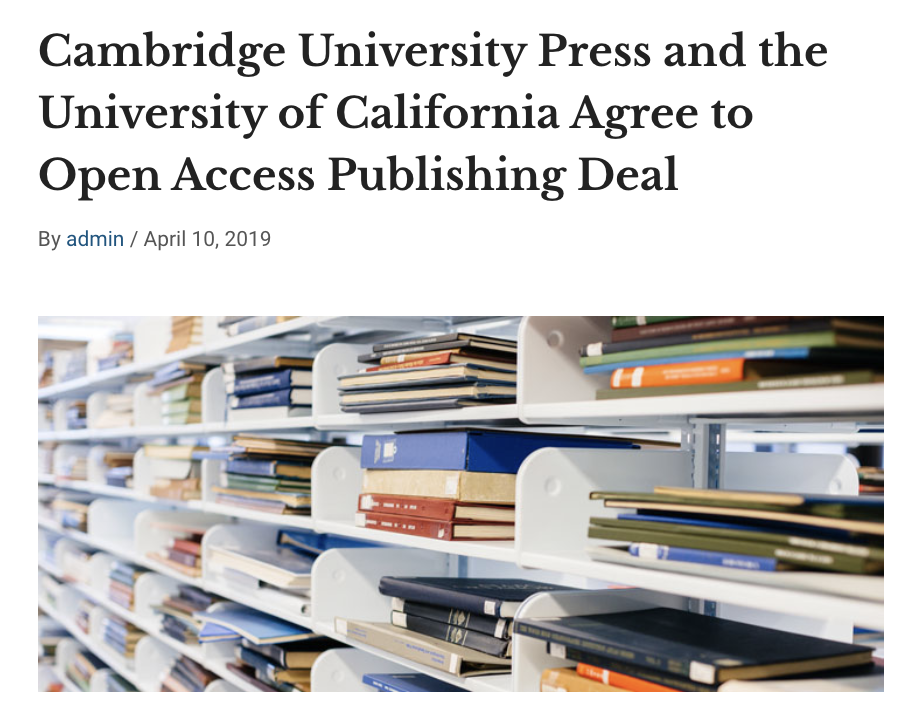 Cambridge University Press and the
University of California Agree to
Open Access Publishing Deal
By admin / April 10, 2019